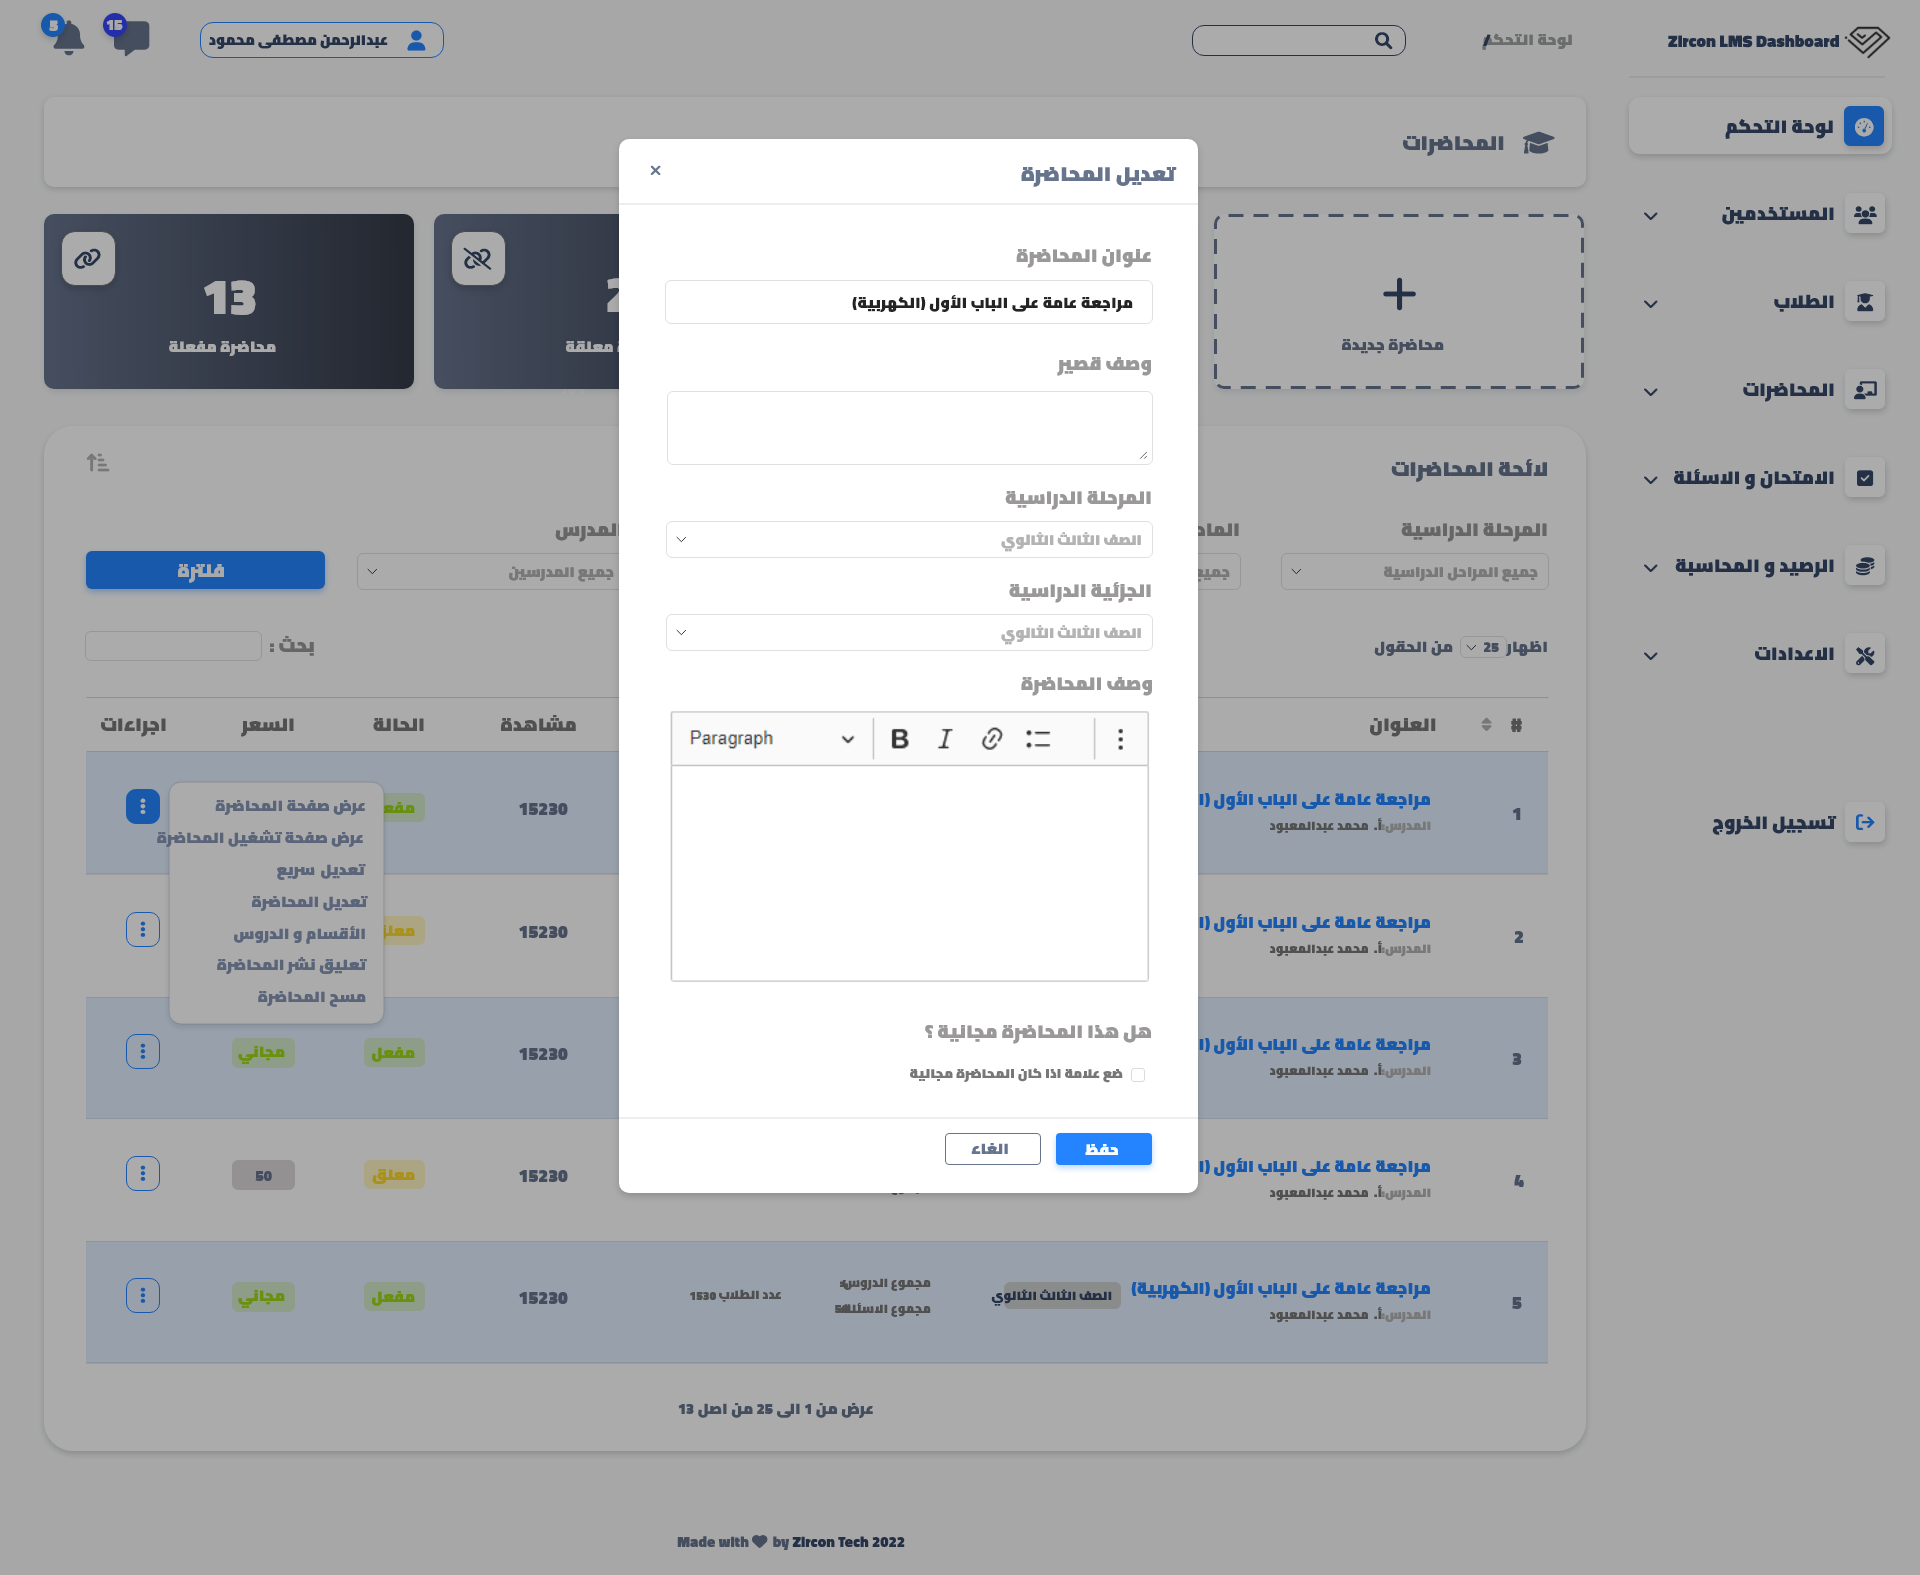 Zircon LMS Dashboard
لوحة التحكم /
عبدالرحمن مصطفى محمود
15
5
لوحة التحكم
المستخدمين
الطلاب
المحاضرات
الامتحان و الاسئلة
الرصيد و المحاسبة
الاعدادات
تسجيل الخروج
المحاضرات
محاضرة جديدة
معلقة
13
محاضرة مفعلة
لائحة المحاضرات
المرحلة الدراسية
المدرس
جميع المراحل الدراسية
جميع
جميع المدرسين
فلترة
اظهار 25 من الحقول
بحث :
#
العنوان
مشاهدة
الحالة
السعر
اجراءات
1
مراجعة عامة على الباب الأول
المدرس: أ. محمد عبدالمعبود
15230
عرض صفحة المحاضرة
عرض صفحة تشغيل المحاضرة
تعديل سريع
تعديل المحاضرة
الأقسام و الدروس
تعليق نشر المحاضرة
مسح المحاضرة
2
مراجعة عامة على الباب الأول
المدرس: أ. محمد عبدالمعبود
15230
3
مراجعة عامة على الباب الأول
المدرس: أ. محمد عبدالمعبود
15230
مفعل
مجاني
4
مراجعة عامة على الباب الأول
المدرس: أ. محمد عبدالمعبود
15230
معلق
50
5
مراجعة عامة على الباب الأول (الكهربية)
المدرس: أ. محمد عبدالمعبود
الصف الثالث الثانوي
مجموع الدروس
مجموع الاسئلة
عدد الطلاب 1530
15230
مفعل
مجاني
عرض من 1 الى 25 من اصل 13
Made with by Zircon Tech 2022
تعديل المحاضرة
×
عنوان المحاضرة
مراجعة عامة على الباب الأول (الكهربية)
وصف قصير
المرحلة الدراسية
الصف الثالث الثانوي
الجزئية الدراسية
الصف الثالث الثانوي
وصف المحاضرة
Paragraph B I
هل هذا المحاضرة مجانية ؟
ضع علامة اذا كان المحاضرة مجانية
حفظ
الغاء